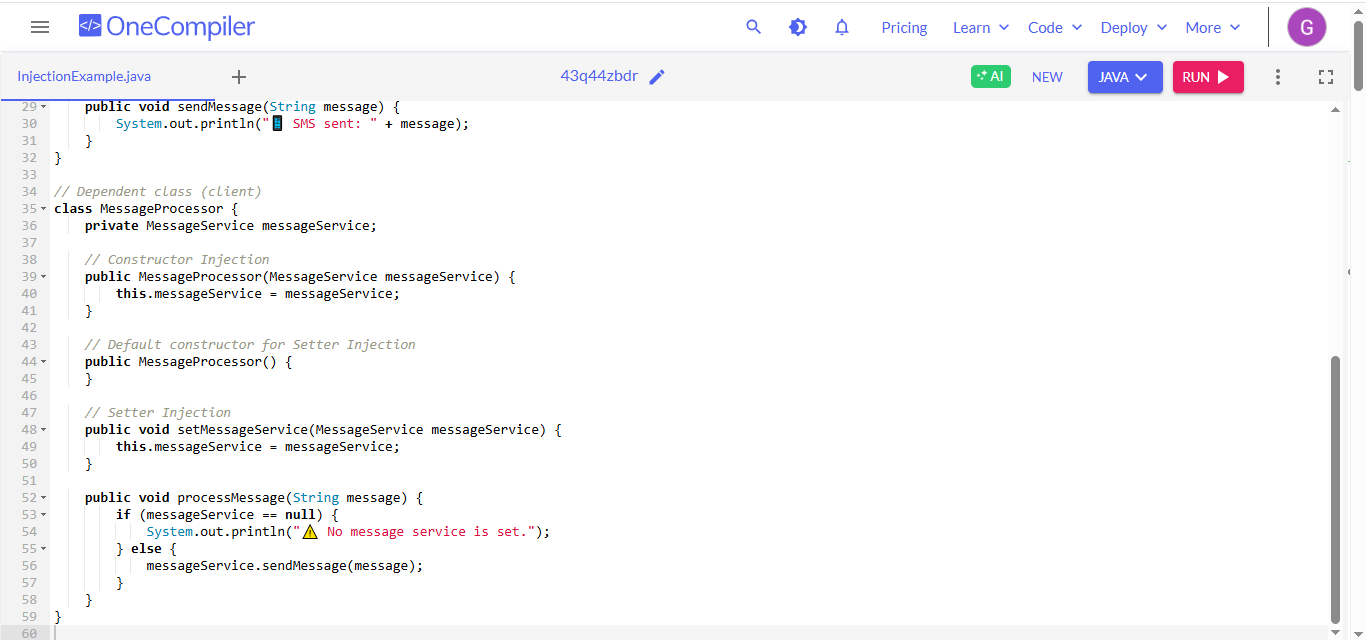 </> OneCompiler Pricing Learn Code Deploy More G
InjectionExample.java + 43q44zbdr AI NEW JAVA RUN
29 public void sendMessage(String message) {
30 System.out.println("📱 SMS sent: " + message);
31 }
32 }
33
34 // Dependent class (client)
35 class MessageProcessor {
36 private MessageService messageService;
37
38 // Constructor Injection
39 public MessageProcessor(MessageService messageService) {
40 this.messageService = messageService;
41 }
42
43 // Default constructor for Setter Injection
44 public MessageProcessor() {
45 }
46
47 // Setter Injection
48 public void setMessageService(MessageService messageService) {
49 this.messageService = messageService;
50 }
51
52 public void processMessage(String message) {
53 if (messageService == null) {
54 System.out.println("⚠️ No message service is set.");
55 } else {
56 messageService.sendMessage(message);
57 }
58 }
59 }
60